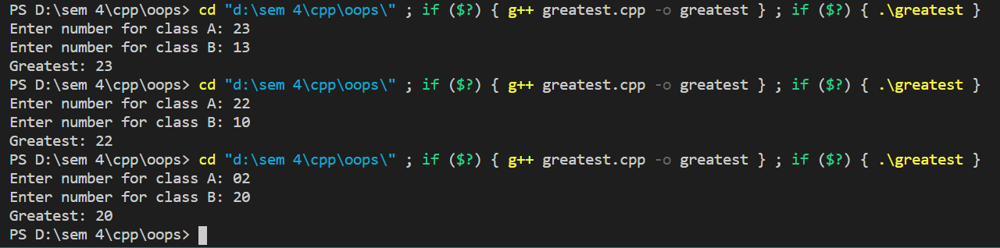 PS D:\sem 4\cpp\oops> cd "d:\sem 4\cpp\oops\" ; if ($?) { g++ greatest.cpp -o greatest } ; if ($?) { .\greatest }
Enter number for class A: 23
Enter number for class B: 13
Greatest: 23
PS D:\sem 4\cpp\oops> cd "d:\sem 4\cpp\oops\" ; if ($?) { g++ greatest.cpp -o greatest } ; if ($?) { .\greatest }
Enter number for class A: 22
Enter number for class B: 10
Greatest: 22
PS D:\sem 4\cpp\oops> cd "d:\sem 4\cpp\oops\" ; if ($?) { g++ greatest.cpp -o greatest } ; if ($?) { .\greatest }
Enter number for class A: 02
Enter number for class B: 20
Greatest: 20
PS D:\sem 4\cpp\oops>